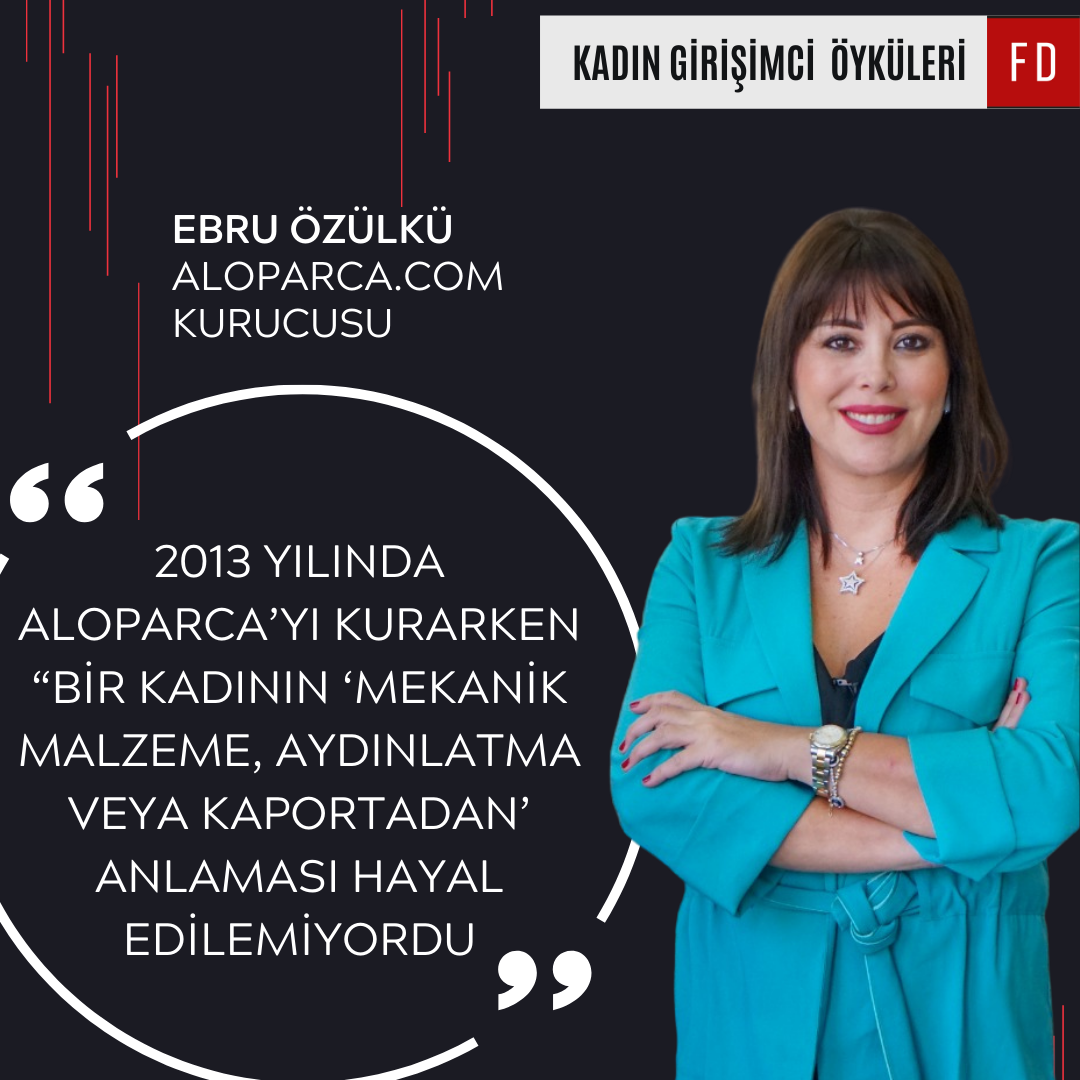 KADIN GİRİŞİMCİ ÖYKÜLERİ FD
EBRU ÖZÜLKÜ
ALOPARCA.COM
KURUCUSU
“
2013 YILINDA
ALOPARCA’YI KURARKEN
“BİR KADININ ‘MEKANİK
MALZEME, AYDINLATMA
VEYA KAPORTADAN’
ANLAMASI HAYAL
EDİLEMİYORDU
”